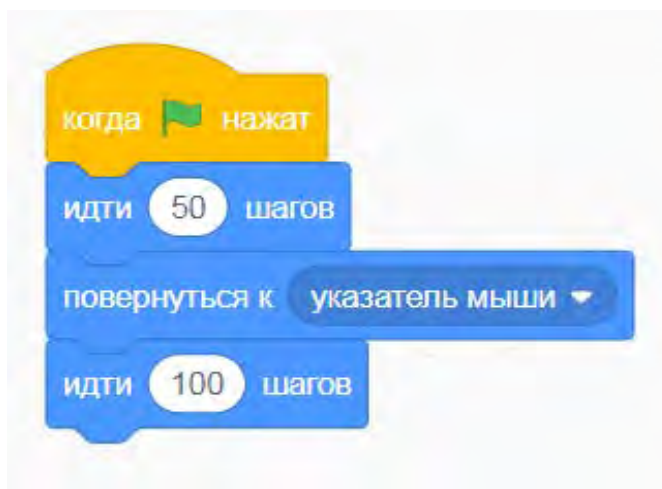 когда нажат
идти 50 шагов
повернуться к указатель мыши
идти 100 шагов